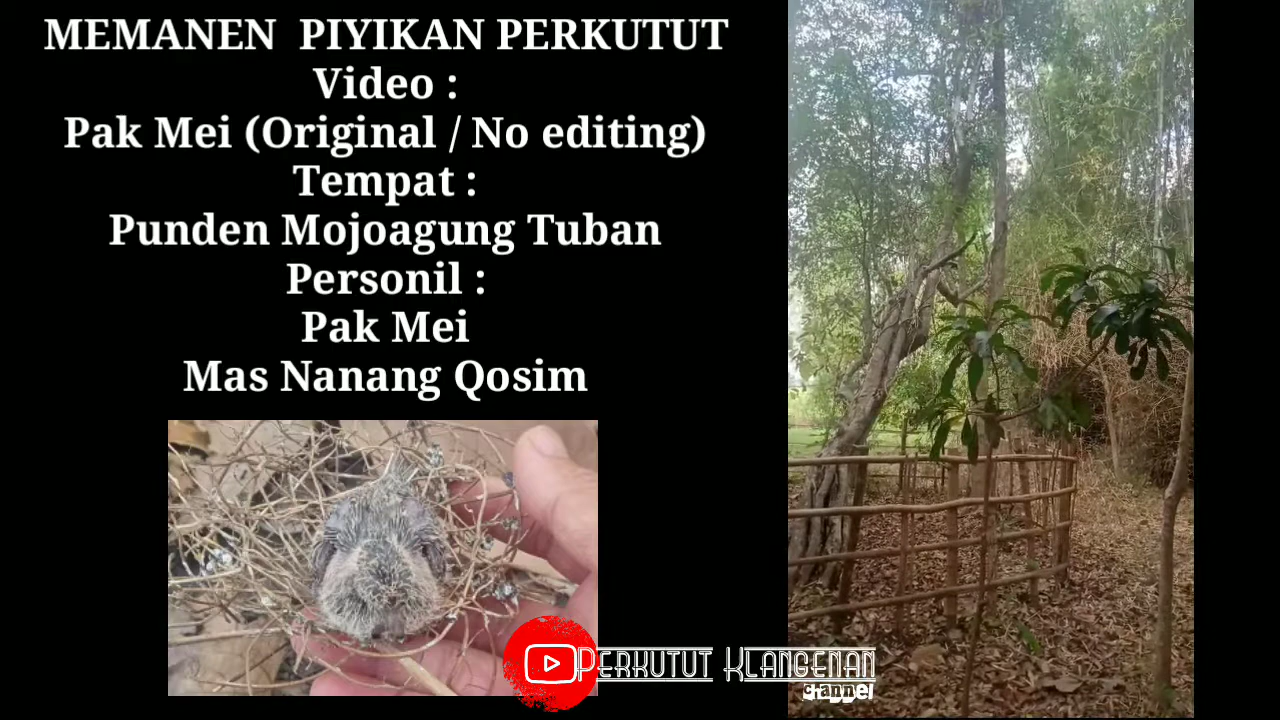 MEMANEN PIYIKAN PERKUTUT
Video :
Pak Mei (Original / No editing)
Tempat :
Punden Mojoagung Tuban
Personil :
Pak Mei
Mas Nanang Qosim
PERKUTUT KLANGENAN
channel